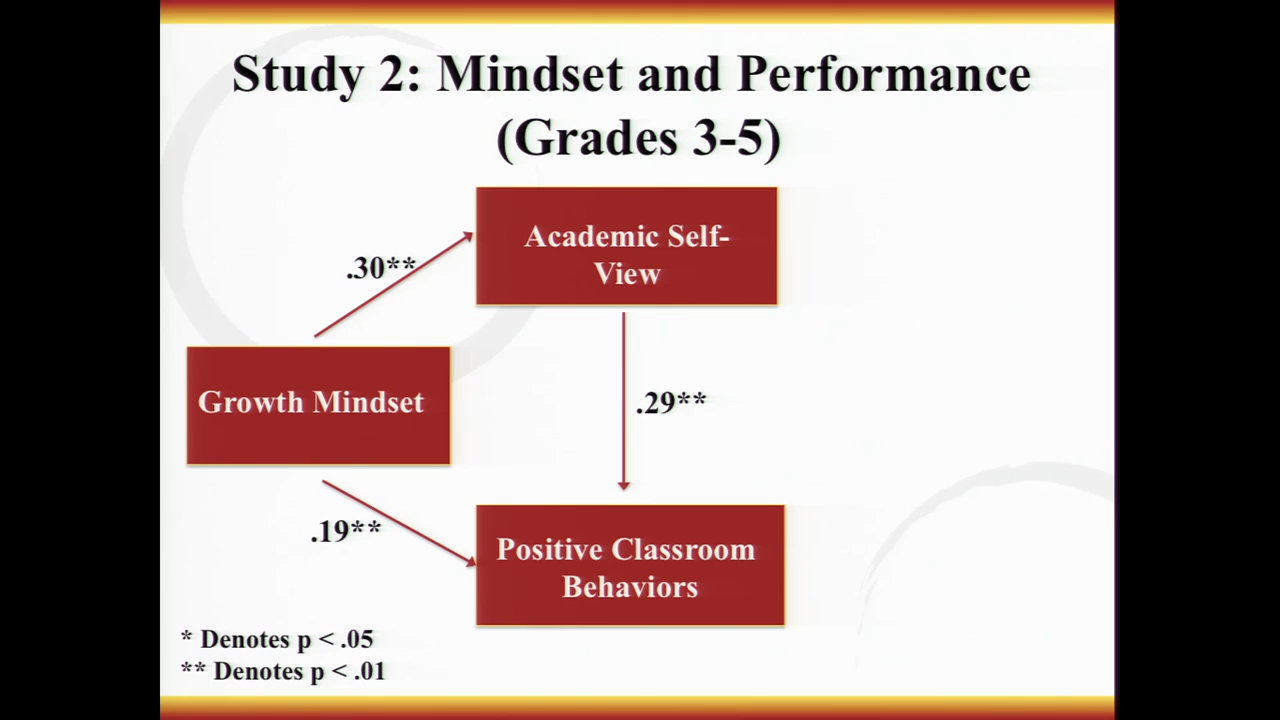 Study 2: Mindset and Performance
(Grades 3-5)
Academic Self-
View
.30**
Growth Mindset
.29**
.19**
Positive Classroom
Behaviors
* Denotes p < .05
** Denotes p < .01